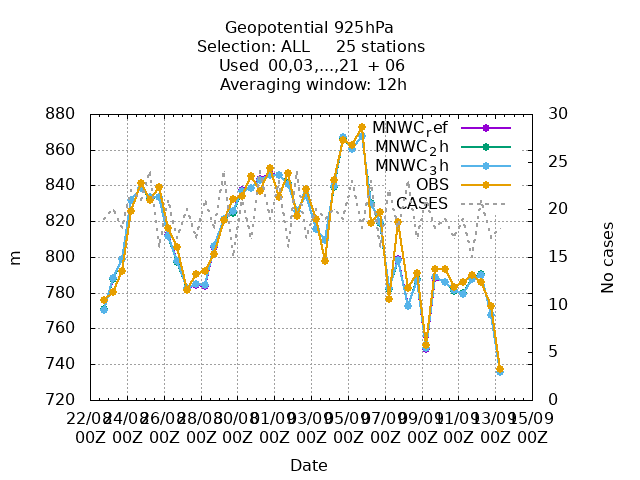 Geopotential 925hPa
Selection: ALL 25 stations
Used 00,03,...,21 + 06
Averaging window: 12h
880
860
840
820
800
780
760
740
720
m
30
25
20
15
10
5
0
No cases
MNWC_ref
MNWC_2h
MNWC_3h
OBS
CASES
22/08 24/08 26/08 28/08 30/08 01/09 03/09 05/09 07/09 09/09 11/09 13/09 15/09
00Z 00Z 00Z 00Z 00Z 00Z 00Z 00Z 00Z 00Z 00Z 00Z 00Z
Date